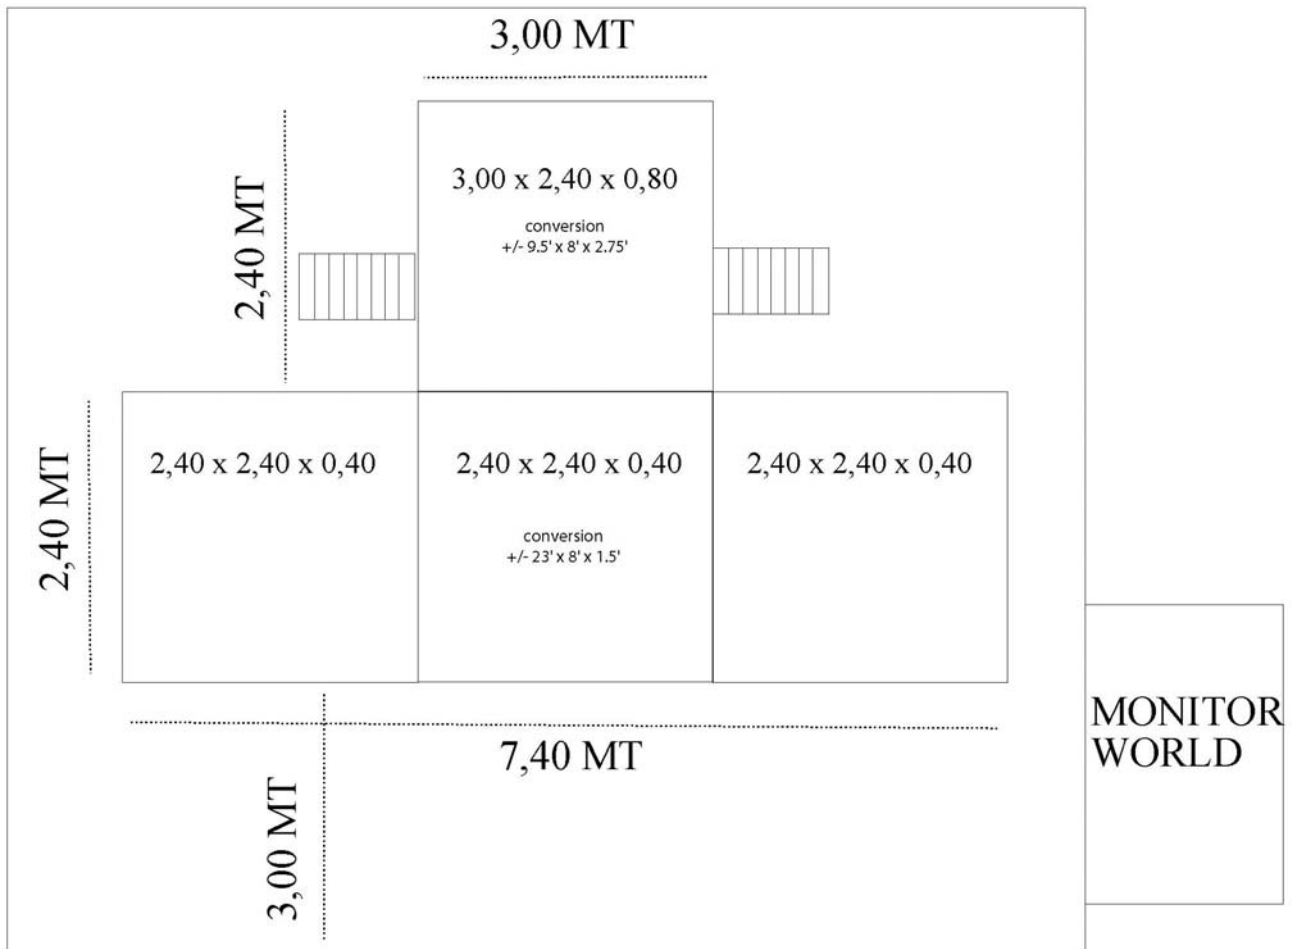 3,00 MT
2,40 MT
3,00 x 2,40 x 0,80
conversion
+/- 9.5' x 8' x 2.75'
2,40 MT
2,40 x 2,40 x 0,40
2,40 x 2,40 x 0,40
2,40 x 2,40 x 0,40
conversion
+/- 23' x 8' x 1.5'
MONITOR
WORLD
7,40 MT
3,00 MT